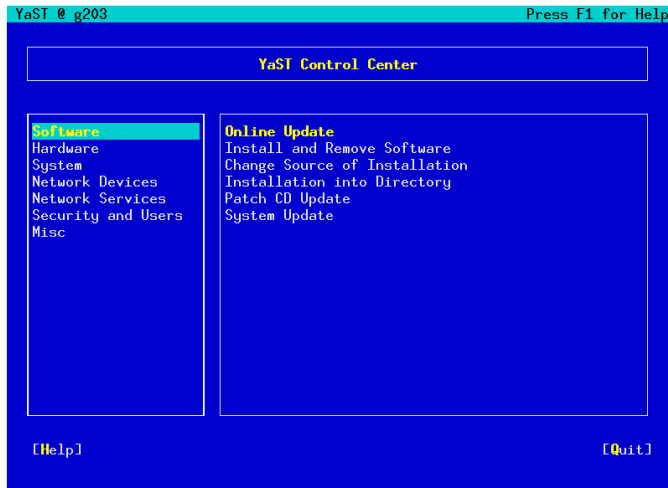 YaST @ g203 Press F1 for Help
YaST Control Center
Software
Hardware
System
Network Devices
Network Services
Security and Users
Misc
Online Update
Install and Remove Software
Change Source of Installation
Installation into Directory
Patch CD Update
System Update
[Help] [Quit]